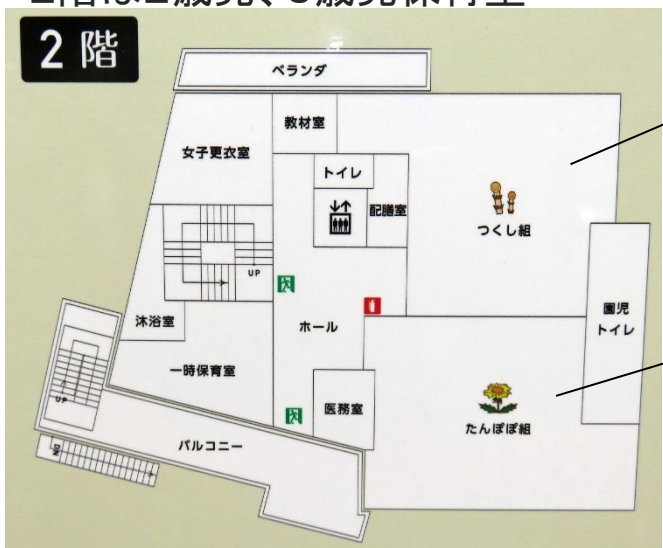 2階
ベランダ
教材室
女子更衣室
トイレ
配膳室
つくし組
UP
園児
トイレ
沐浴室
ホール
一時保育室
医務室
たんぽぽ組
UP
バルコニー
DN